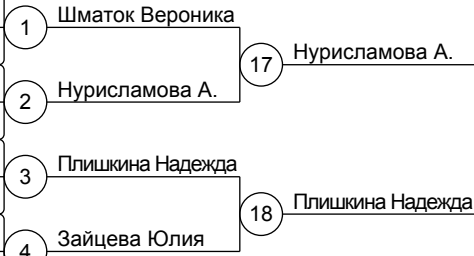 1 Шматок Вероника
17 Нурисламова А.
2 Нурисламова А.
3 Плишкина Надежда
18 Плишкина Надежда
4 Зайцева Юлия